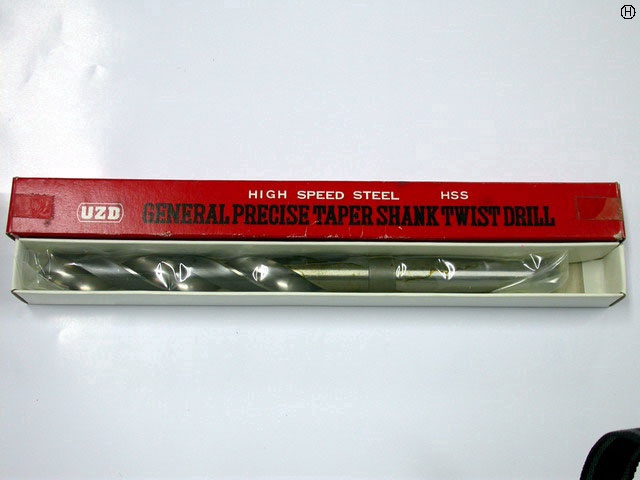 H
HIGH SPEED STEEL HSS
UZD GENERAL PRECISE TAPER SHANK TWIST DRILL